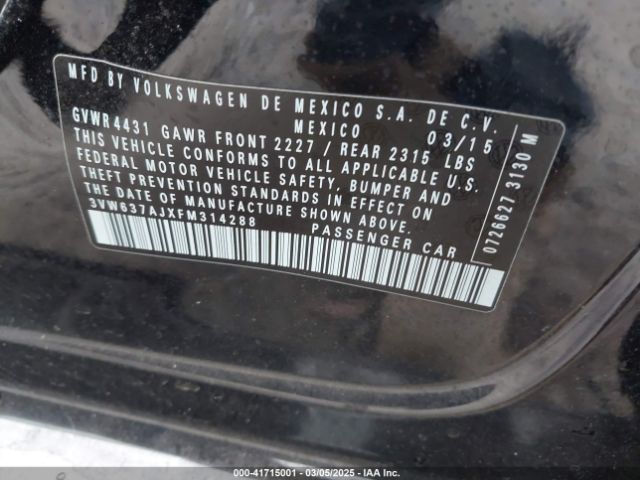 MFD BY VOLKSWAGEN DE MEXICO S.A. DE C.V.
MEXICO 03/15
GVWR 4431 GAWR FRONT 2227 / REAR 2315 LBS
THIS VEHICLE CONFORMS TO ALL APPLICABLE U.S.
FEDERAL MOTOR VEHICLE SAFETY, BUMPER AND
THEFT PREVENTION STANDARDS IN EFFECT ON
THE DATE OF MANUFACTURE SHOWN ABOVE.
3VW637AJXFM314288 PASSENGER CAR
0726627 3130 M
000-41715001 | 03/05/2025 | IAA Inc.